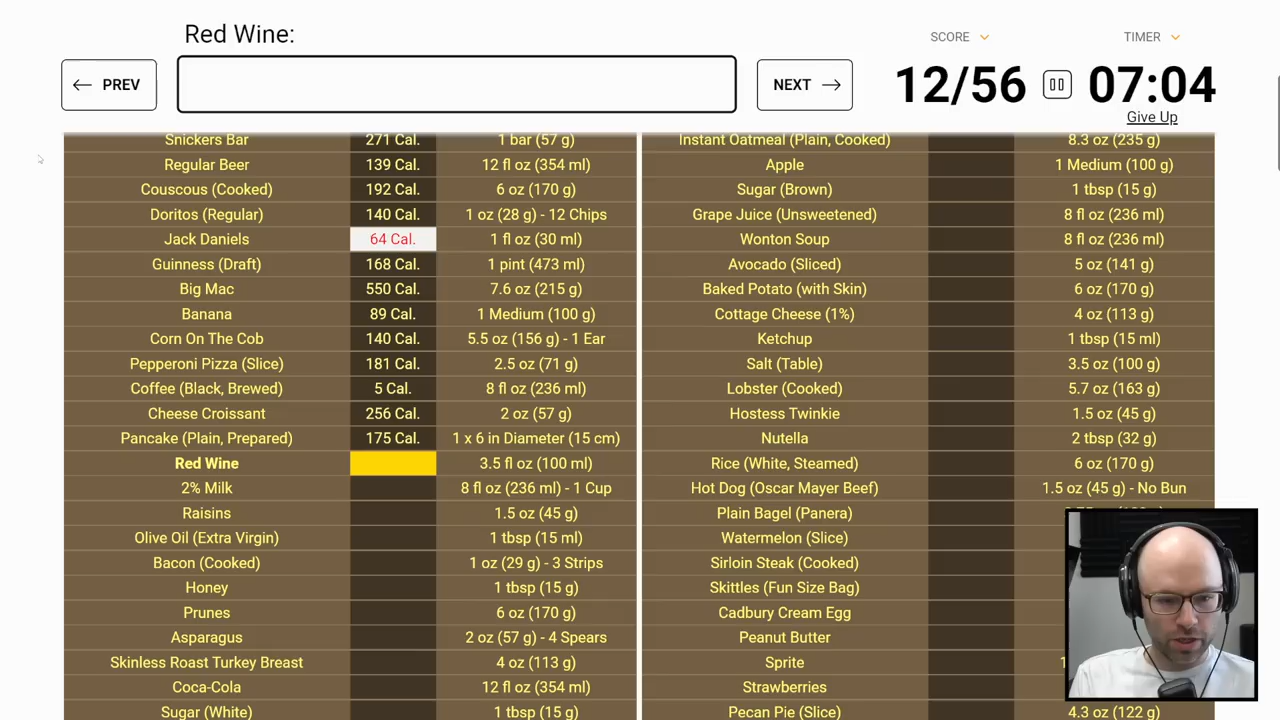 Red Wine:
SCORE
TIMER
← PREV
NEXT →
12/56
07:04
Give Up
Snickers Bar 271 Cal. 1 bar (57 g) Instant Oatmeal (Plain, Cooked) 8.3 oz (235 g)
Regular Beer 139 Cal. 12 fl oz (354 ml) Apple 1 Medium (100 g)
Couscous (Cooked) 192 Cal. 6 oz (170 g) Sugar (Brown) 1 tbsp (15 g)
Doritos (Regular) 140 Cal. 1 oz (28 g) - 12 Chips Grape Juice (Unsweetened) 8 fl oz (236 ml)
Jack Daniels 64 Cal. 1 fl oz (30 ml) Wonton Soup 8 fl oz (236 ml)
Guinness (Draft) 168 Cal. 1 pint (473 ml) Avocado (Sliced) 5 oz (141 g)
Big Mac 550 Cal. 7.6 oz (215 g) Baked Potato (with Skin) 6 oz (170 g)
Banana 89 Cal. 1 Medium (100 g) Cottage Cheese (1%) 4 oz (113 g)
Corn On The Cob 140 Cal. 5.5 oz (156 g) - 1 Ear Ketchup 1 tbsp (15 ml)
Pepperoni Pizza (Slice) 181 Cal. 2.5 oz (71 g) Salt (Table) 3.5 oz (100 g)
Coffee (Black, Brewed) 5 Cal. 8 fl oz (236 ml) Lobster (Cooked) 5.7 oz (163 g)
Cheese Croissant 256 Cal. 2 oz (57 g) Hostess Twinkie 1.5 oz (45 g)
Pancake (Plain, Prepared) 175 Cal. 1 x 6 in Diameter (15 cm) Nutella 2 tbsp (32 g)
Red Wine 3.5 fl oz (100 ml) Rice (White, Steamed) 6 oz (170 g)
2% Milk 8 fl oz (236 ml) - 1 Cup Hot Dog (Oscar Mayer Beef) 1.5 oz (45 g) - No Bun
Raisins 1.5 oz (45 g) Plain Bagel (Panera)
Olive Oil (Extra Virgin) 1 tbsp (15 ml) Watermelon (Slice)
Bacon (Cooked) 1 oz (29 g) - 3 Strips Sirloin Steak (Cooked)
Honey 1 tbsp (15 g) Skittles (Fun Size Bag)
Prunes 6 oz (170 g) Cadbury Cream Egg
Asparagus 2 oz (57 g) - 4 Spears Peanut Butter
Skinless Roast Turkey Breast 4 oz (113 g) Sprite
Coca-Cola 12 fl oz (354 ml) Strawberries
Sugar (White) 1 tbsp (15 g) Pecan Pie (Slice) 4.3 oz (122 g)